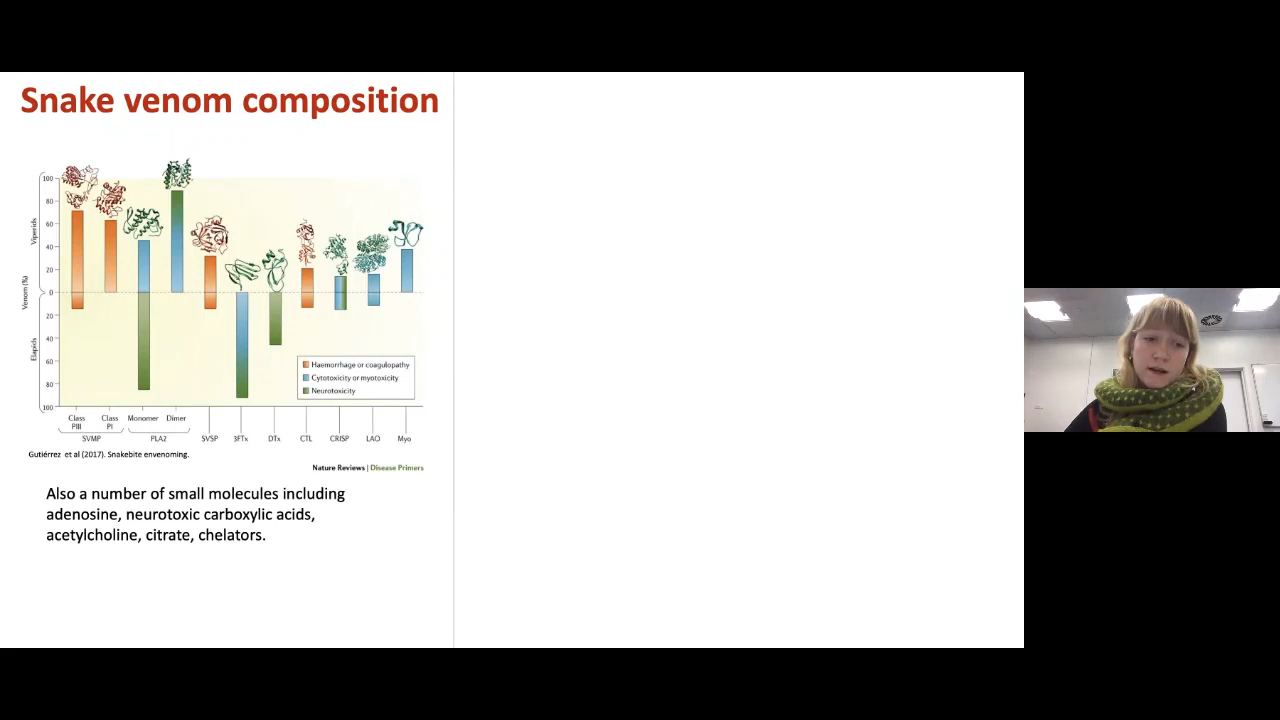 Snake venom composition
100
80
60
40
20
0
20
40
60
80
100
Venom (%)
Viperids
Elapids
Haemorrhage or coagulopathy
Cytotoxicity or myotoxicity
Neurotoxicity
Class PIII
Class PI
Monomer
Dimer
SVMP
PLA2
SVSP
3FTx
DTx
CTL
CRISP
LAO
Myo
Gutiérrez et al (2017). Snakebite envenoming.
Nature Reviews | Disease Primers
Also a number of small molecules including
adenosine, neurotoxic carboxylic acids,
acetylcholine, citrate, chelators.